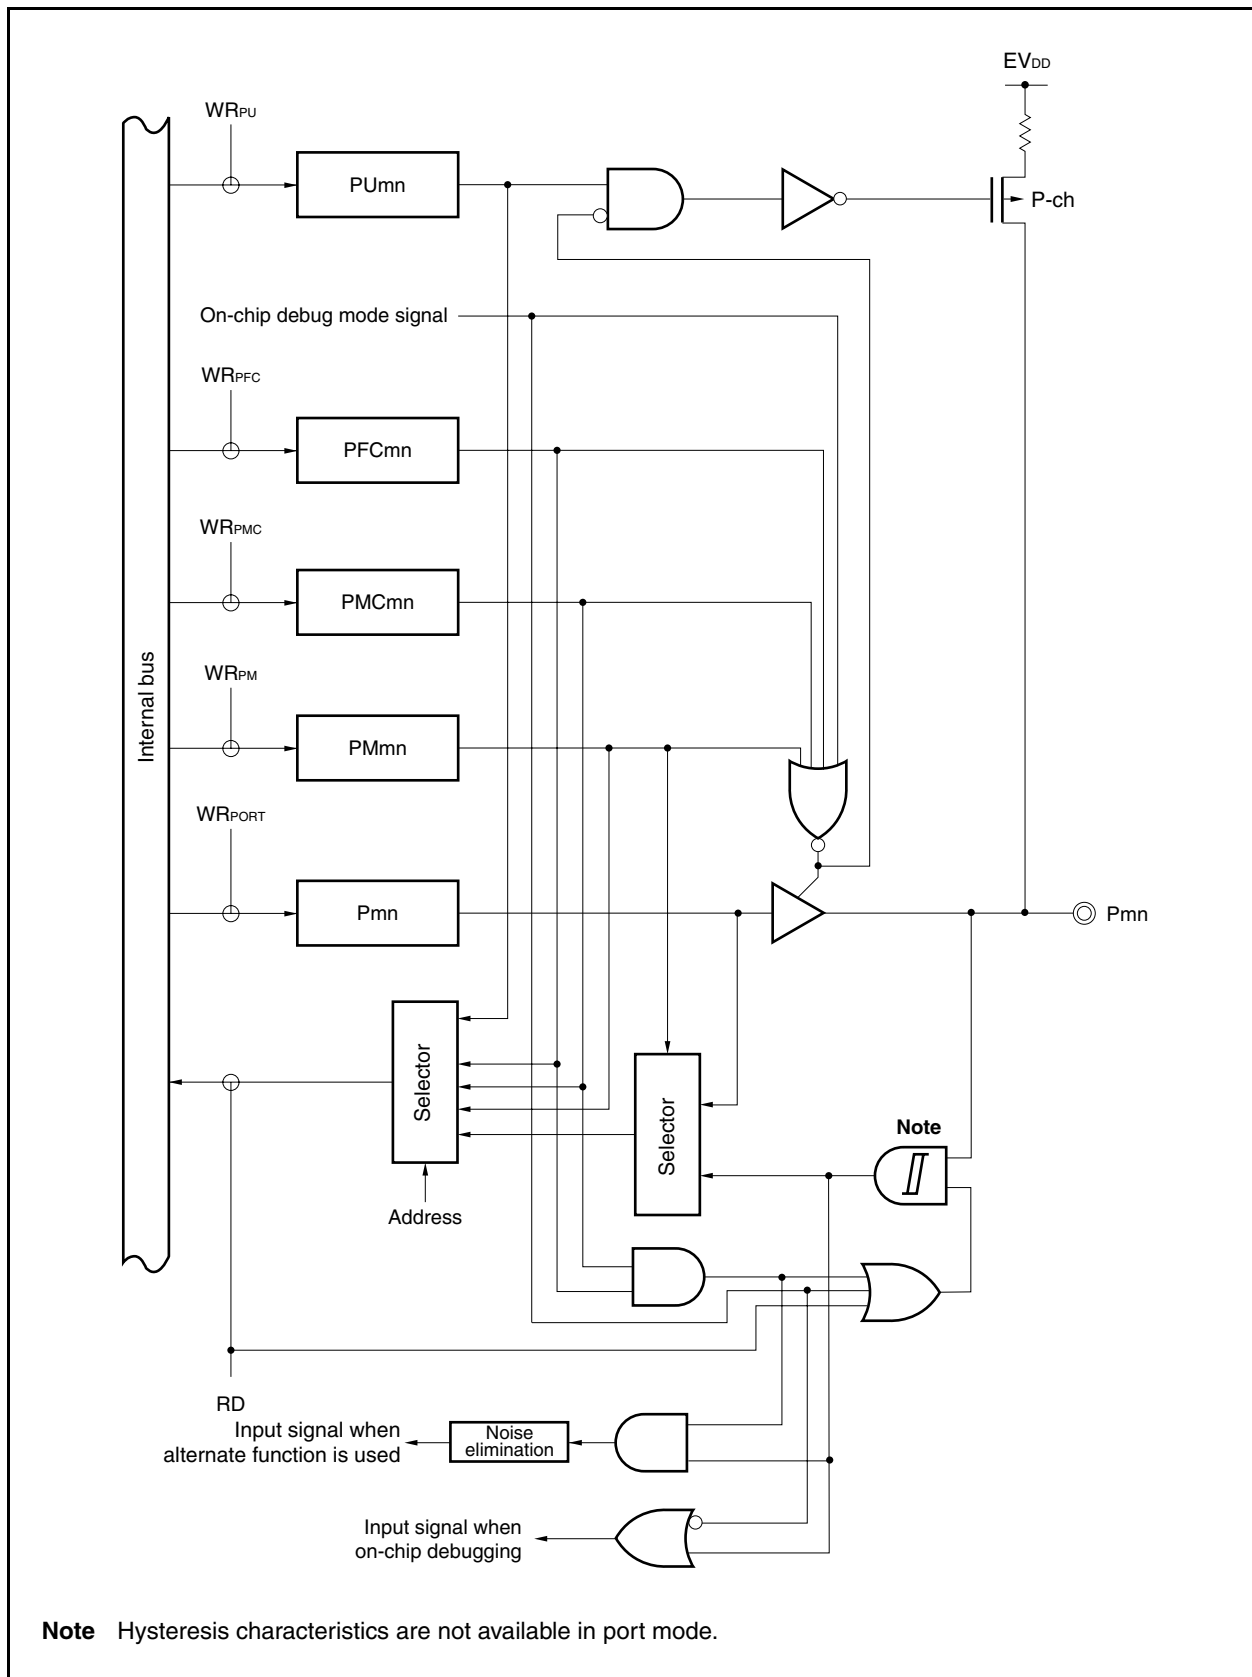 EVDD
WRPU
PUmn
P-ch
On-chip debug mode signal
WRPFC
PFCmn
WRPMC
PMCmn
Internal bus
WRPM
PMmn
WRPORT
Pmn
Pmn
Selector
Selector
Note
Address
RD
Input signal when
alternate function is used
Noise
elimination
Input signal when
on-chip debugging
Note Hysteresis characteristics are not available in port mode.